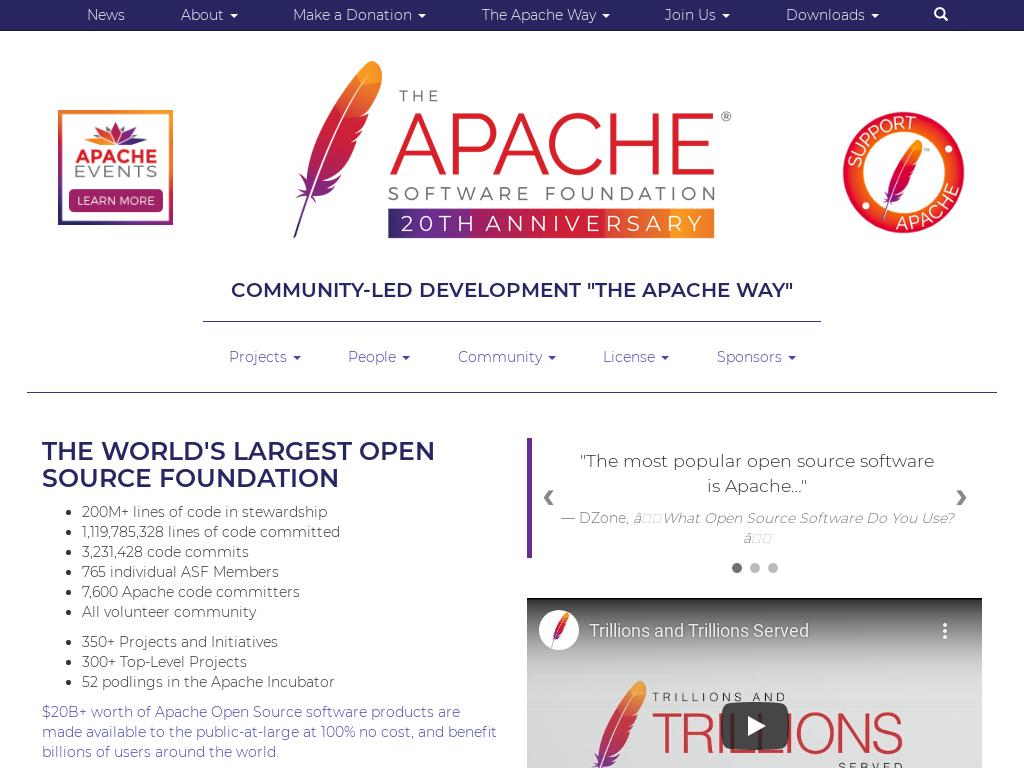 News About Make a Donation The Apache Way Join Us Downloads
APACHE
EVENTS
LEARN MORE
THE
APACHE®
SOFTWARE FOUNDATION
20TH ANNIVERSARY
SUPPORT
APACHE
™
COMMUNITY-LED DEVELOPMENT "THE APACHE WAY"
Projects People Community License Sponsors
THE WORLD'S LARGEST OPEN
SOURCE FOUNDATION
200M+ lines of code in stewardship
1,119,785,328 lines of code committed
3,231,428 code commits
765 individual ASF Members
7,600 Apache code committers
All volunteer community
350+ Projects and Initiatives
300+ Top-Level Projects
52 podlings in the Apache Incubator
$20B+ worth of Apache Open Source software products are
made available to the public-at-large at 100% no cost, and benefit
billions of users around the world.
"The most popular open source software
is Apache…"
— DZone, âWhat Open Source Software Do You Use?
â
Trillions and Trillions Served
TRILLIONS AND
TRILLIONS
SERVED